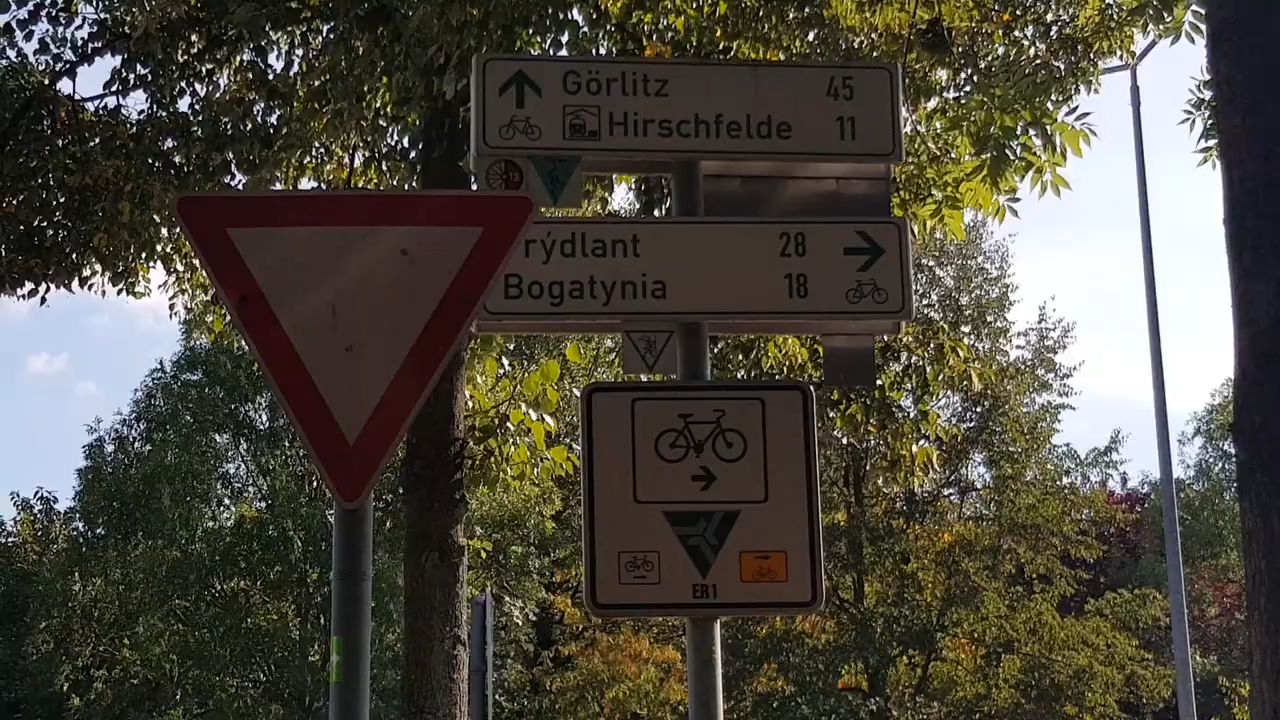 Görlitz 45
Hirschfelde 11
rýdlant 28
Bogatynia 18
ER1